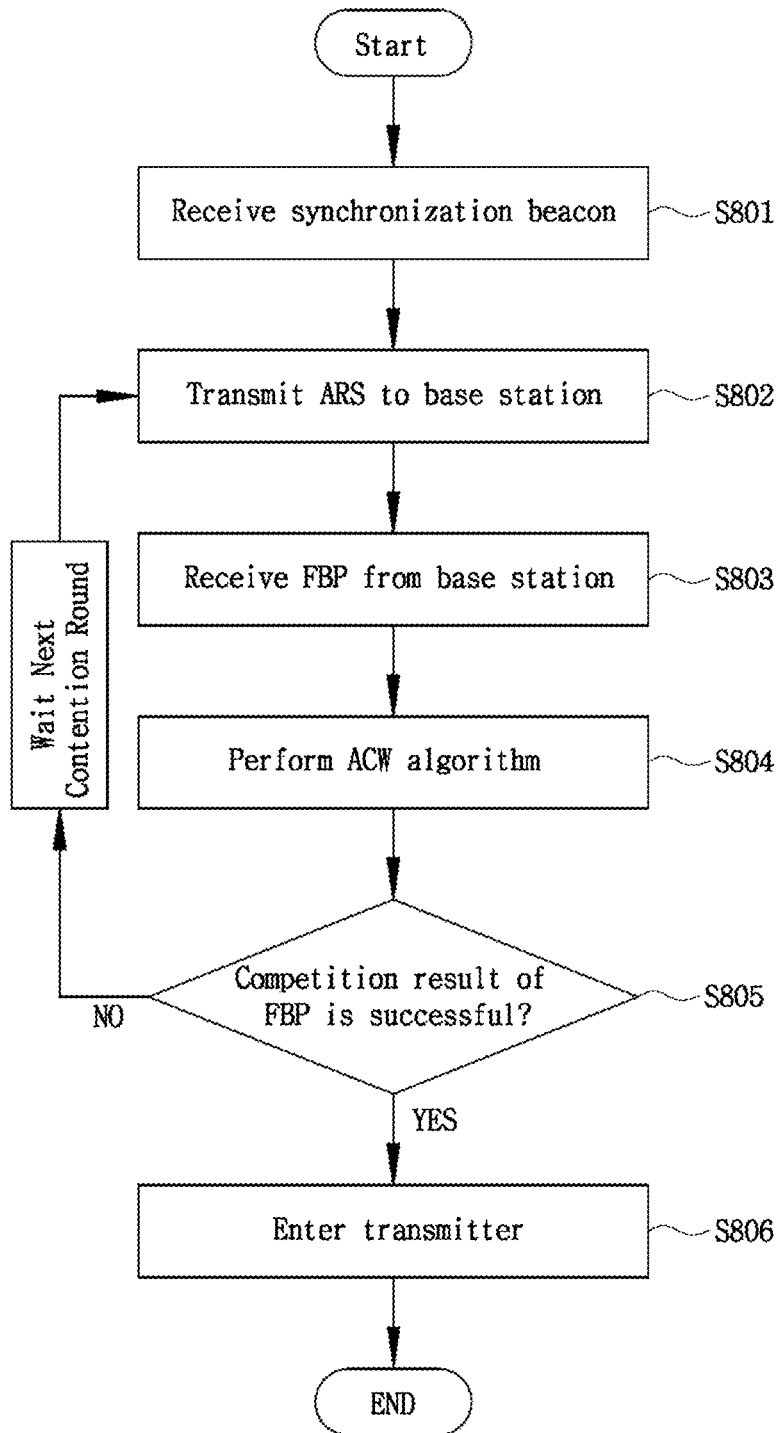 Start
Receive synchronization beacon
S801
Transmit ARS to base station
S802
Receive FBP from base station
S803
Wait Next
Contention Round
Perform ACW algorithm
S804
Competition result of
FBP is successful?
S805
NO
YES
Enter transmitter
S806
END